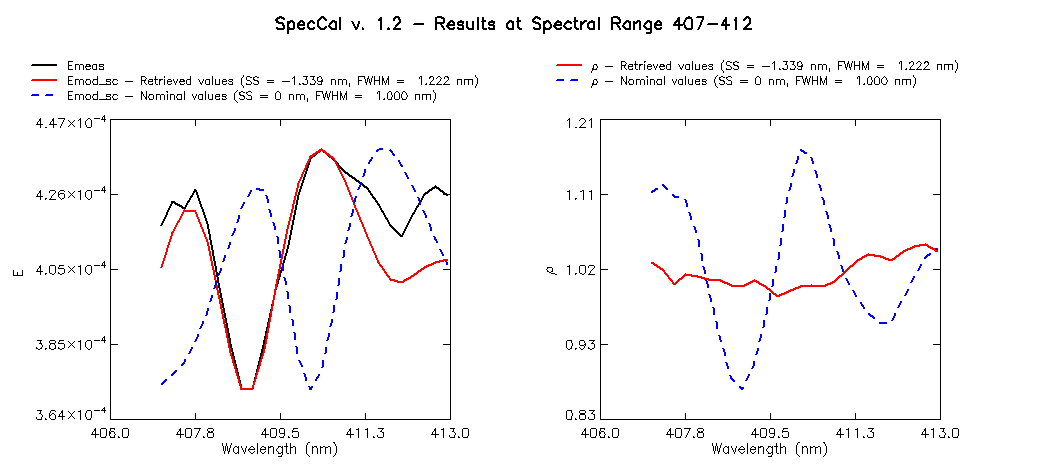 SpecCal v. 1.2 – Results at Spectral Range 407–412
Emeas
Emod_sc – Retrieved values (SS = –1.339 nm, FWHM = 1.222 nm)
Emod_sc – Nominal values (SS = 0 nm, FWHM = 1.000 nm)
4.47×10⁻⁴
4.26×10⁻⁴
4.05×10⁻⁴
3.85×10⁻⁴
3.64×10⁻⁴
E
406.0 407.8 409.5 411.3 413.0
Wavelength (nm)
ρ – Retrieved values (SS = –1.339 nm, FWHM = 1.222 nm)
ρ – Nominal values (SS = 0 nm, FWHM = 1.000 nm)
1.21
1.11
1.02
0.93
0.83
ρ
406.0 407.8 409.5 411.3 413.0
Wavelength (nm)